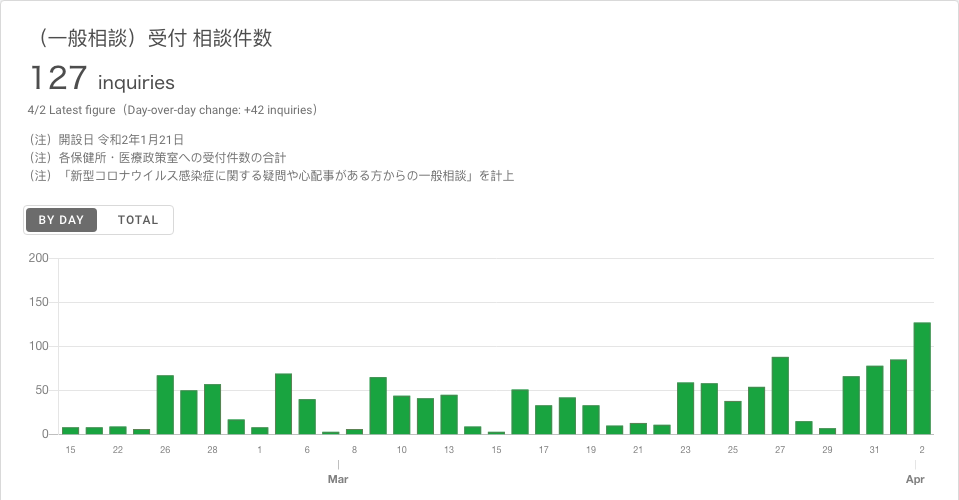 （一般相談）受付 相談件数
127 inquiries
4/2 Latest figure（Day-over-day change: +42 inquiries）
（注）開設日 令和2年1月21日
（注）各保健所・医療政策室への受付件数の合計
（注）「新型コロナウイルス感染症に関する疑問や心配事がある方からの一般相談」を計上
BY DAY TOTAL
200
150
100
50
0
15 22 26 28 1 6 8 10 13 15 17 19 21 23 25 27 29 31 2
Mar Apr